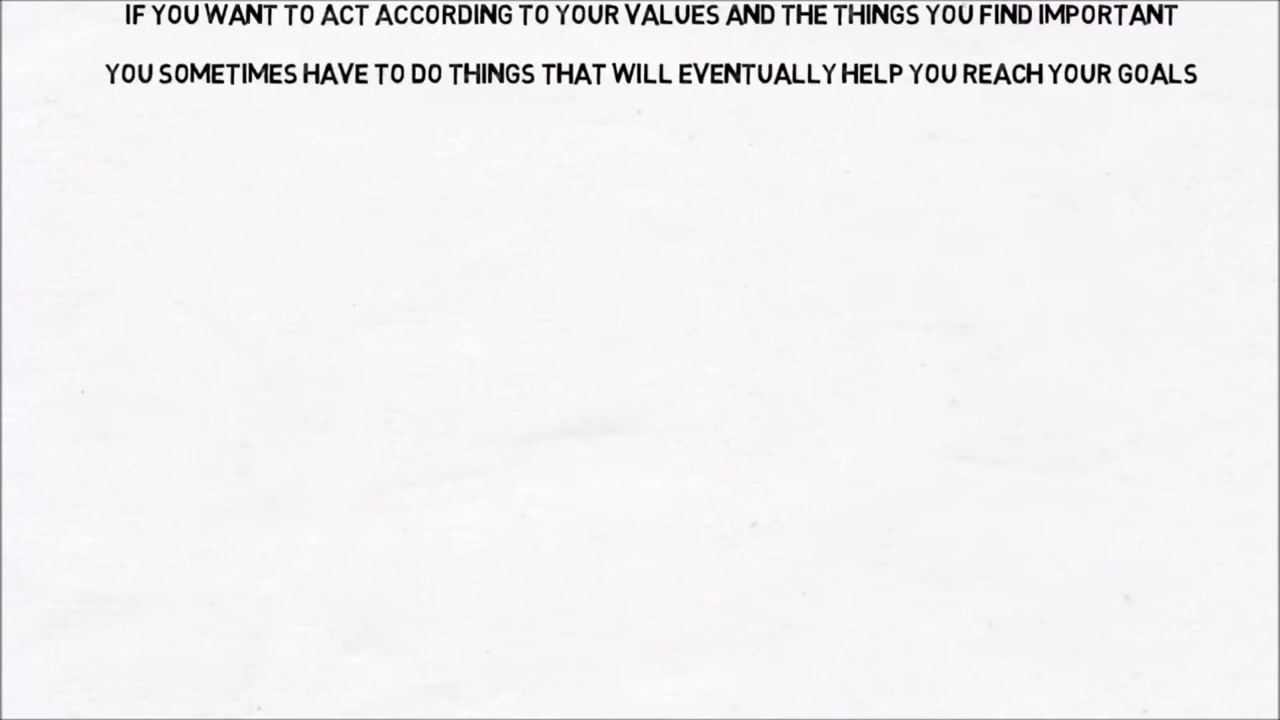 IF YOU WANT TO ACT ACCORDING TO YOUR VALUES AND THE THINGS YOU FIND IMPORTANT
YOU SOMETIMES HAVE TO DO THINGS THAT WILL EVENTUALLY HELP YOU REACH YOUR GOALS